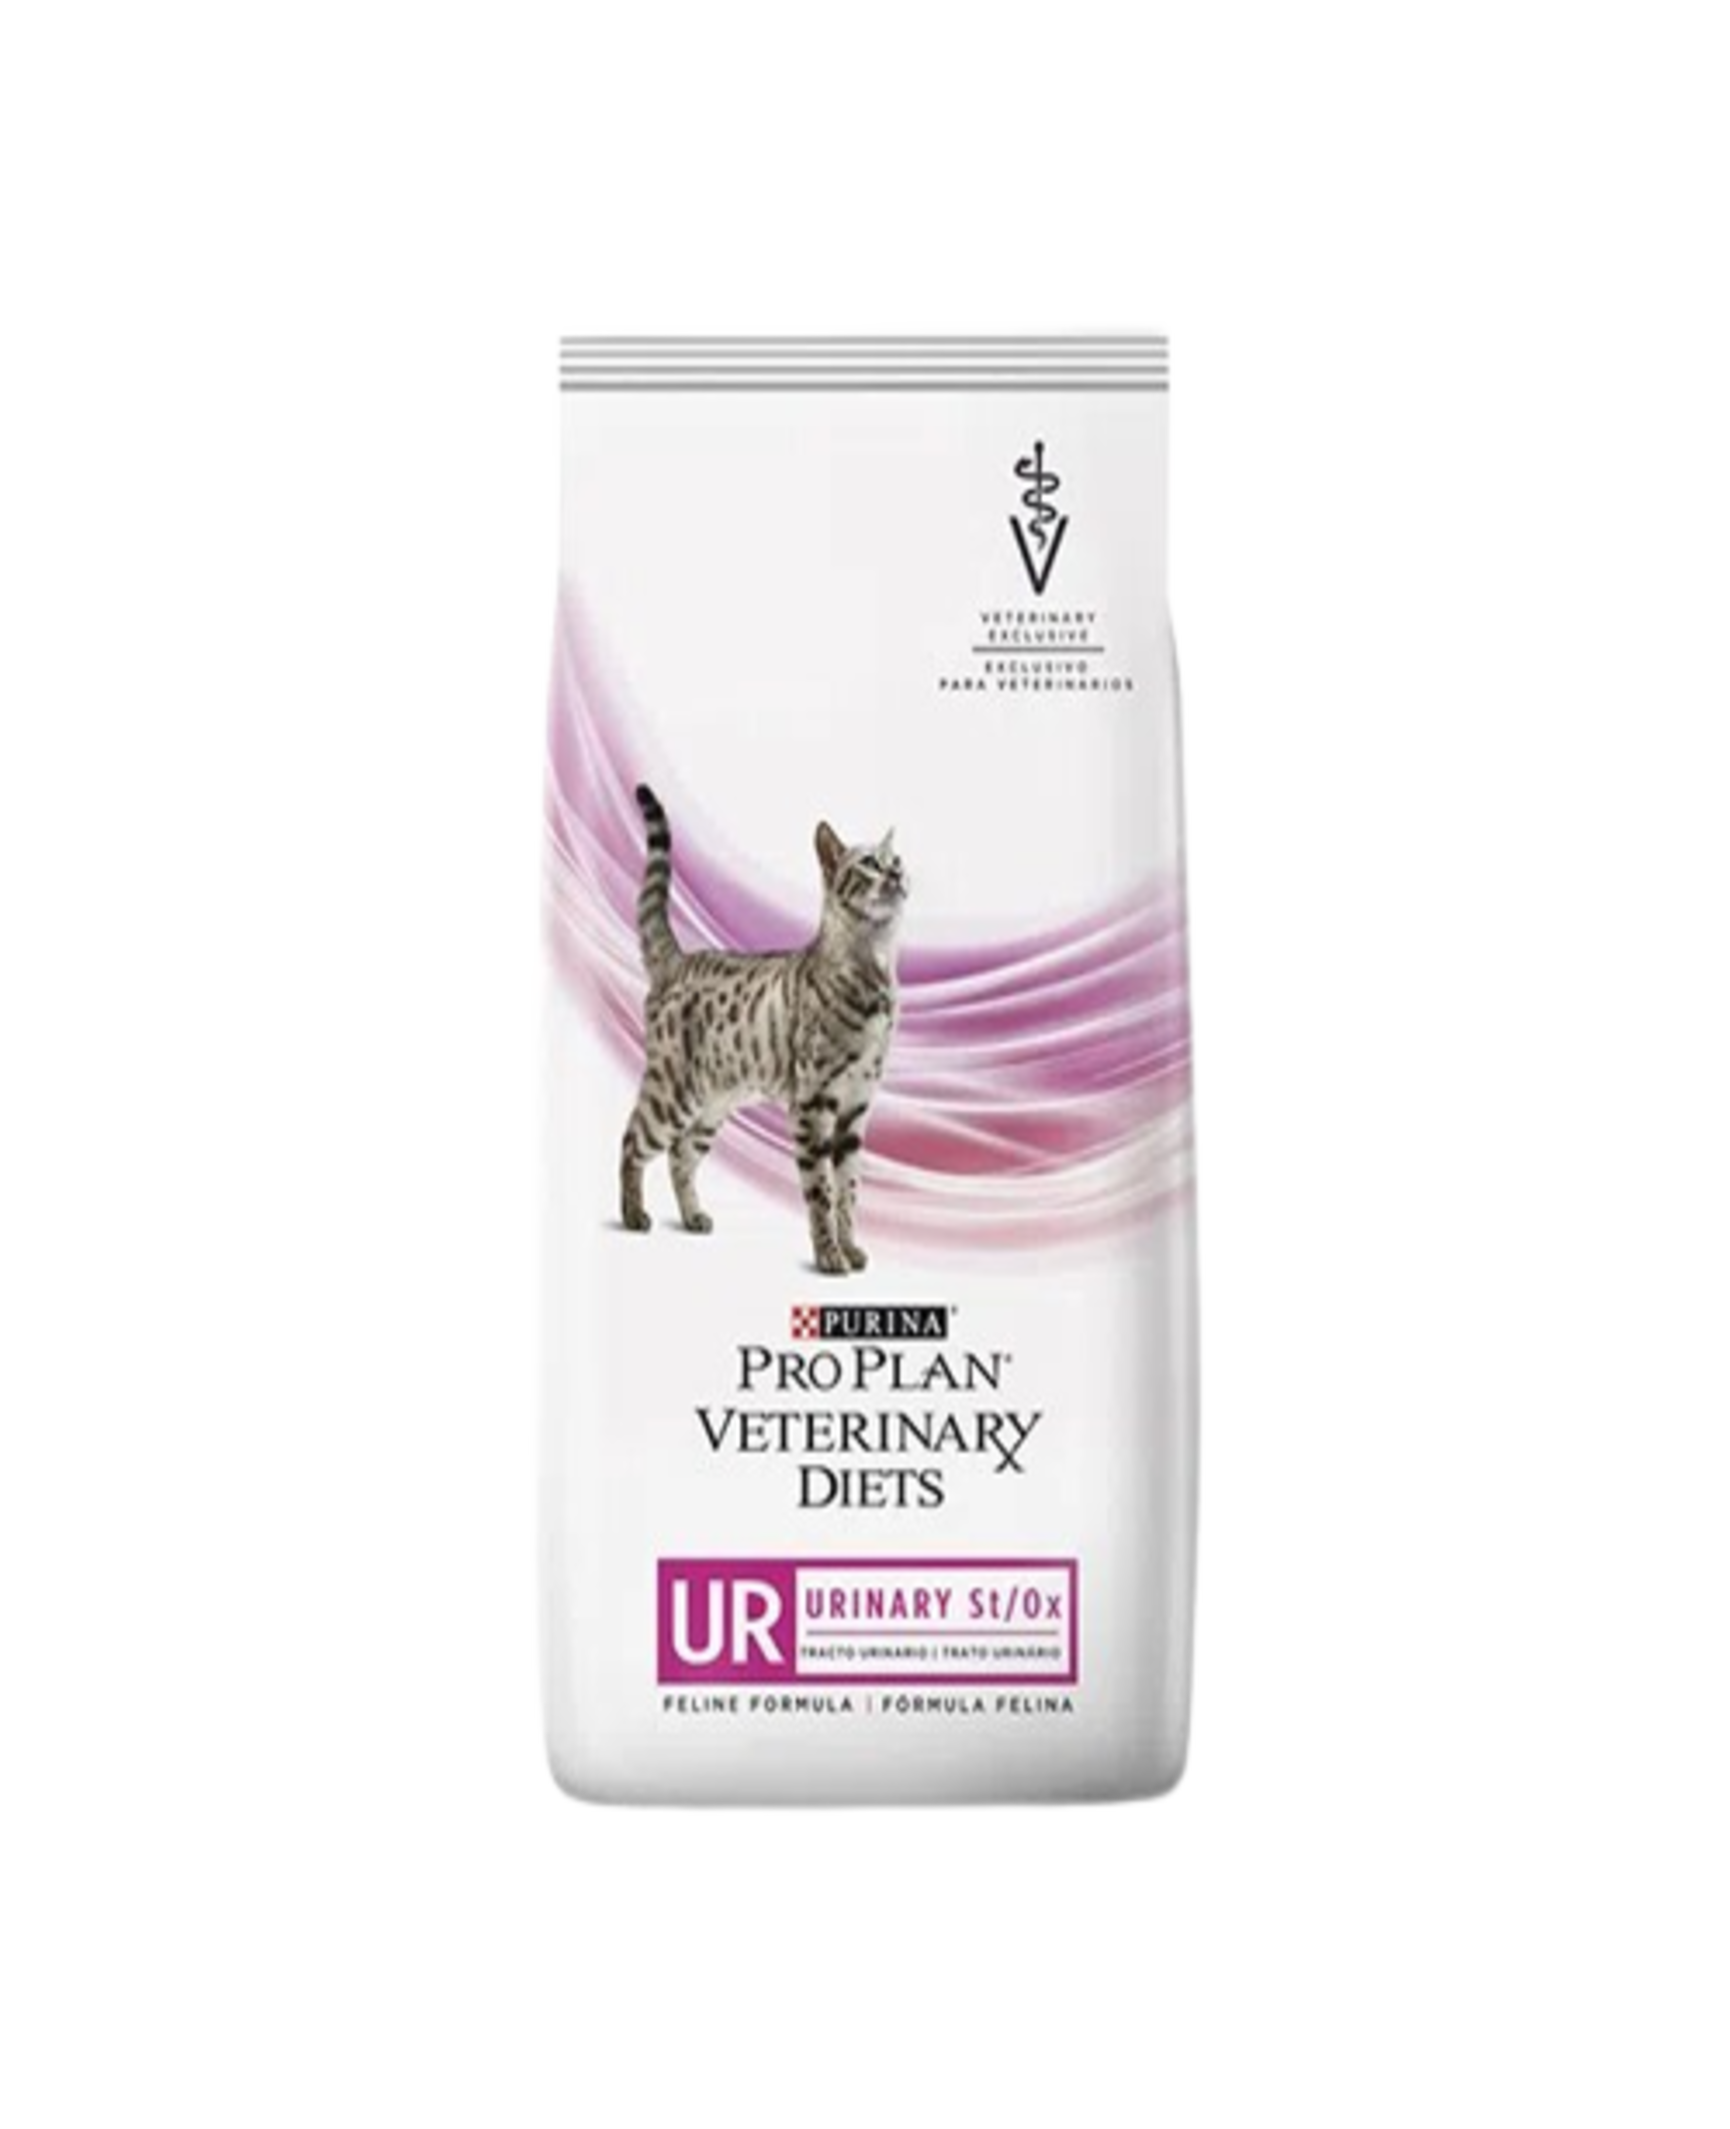 VETERINARY
EXCLUSIVE
EXCLUSIVO
PARA VETERINARIOS
PURINA®
PRO PLAN®
VETERINARY
DIETS
UR
URINARY St/Ox
TRACTO URINARIO | TRATO URINÁRIO
FELINE FORMULA | FÓRMULA FELINA